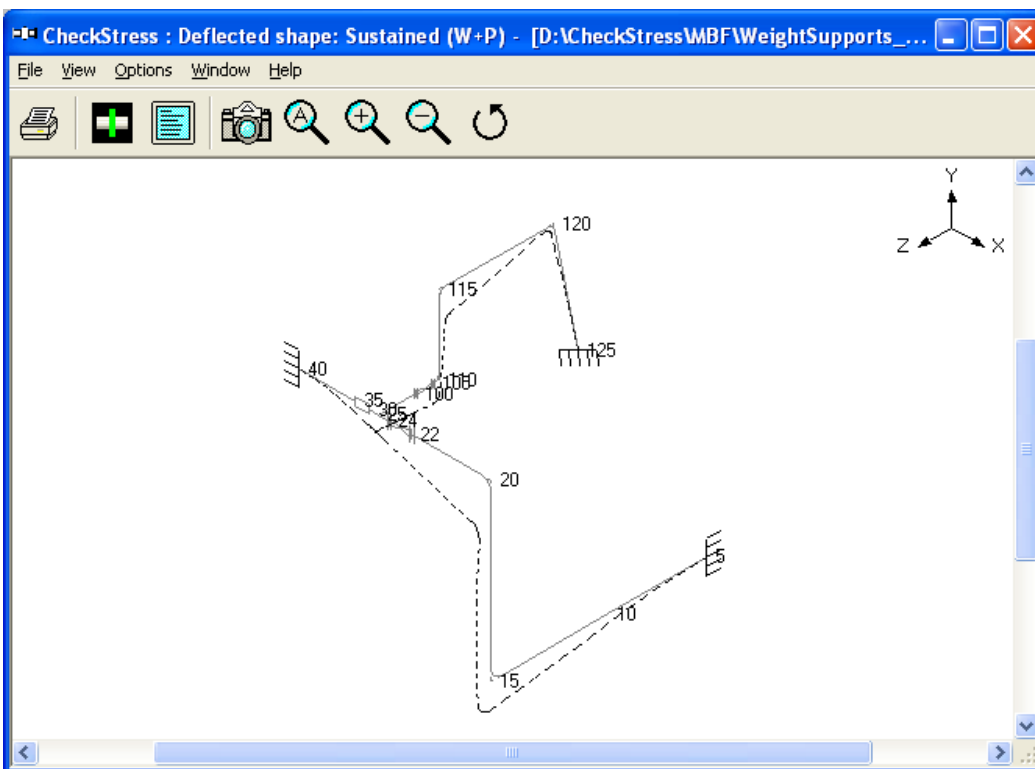 CheckStress : Deflected shape: Sustained (W+P) - [D:\CheckStress\MBF\WeightSupports_...
File View Options Window Help
A
Y
Z X
120
115
125
40
110
100
35
24
22
20
5
10
15